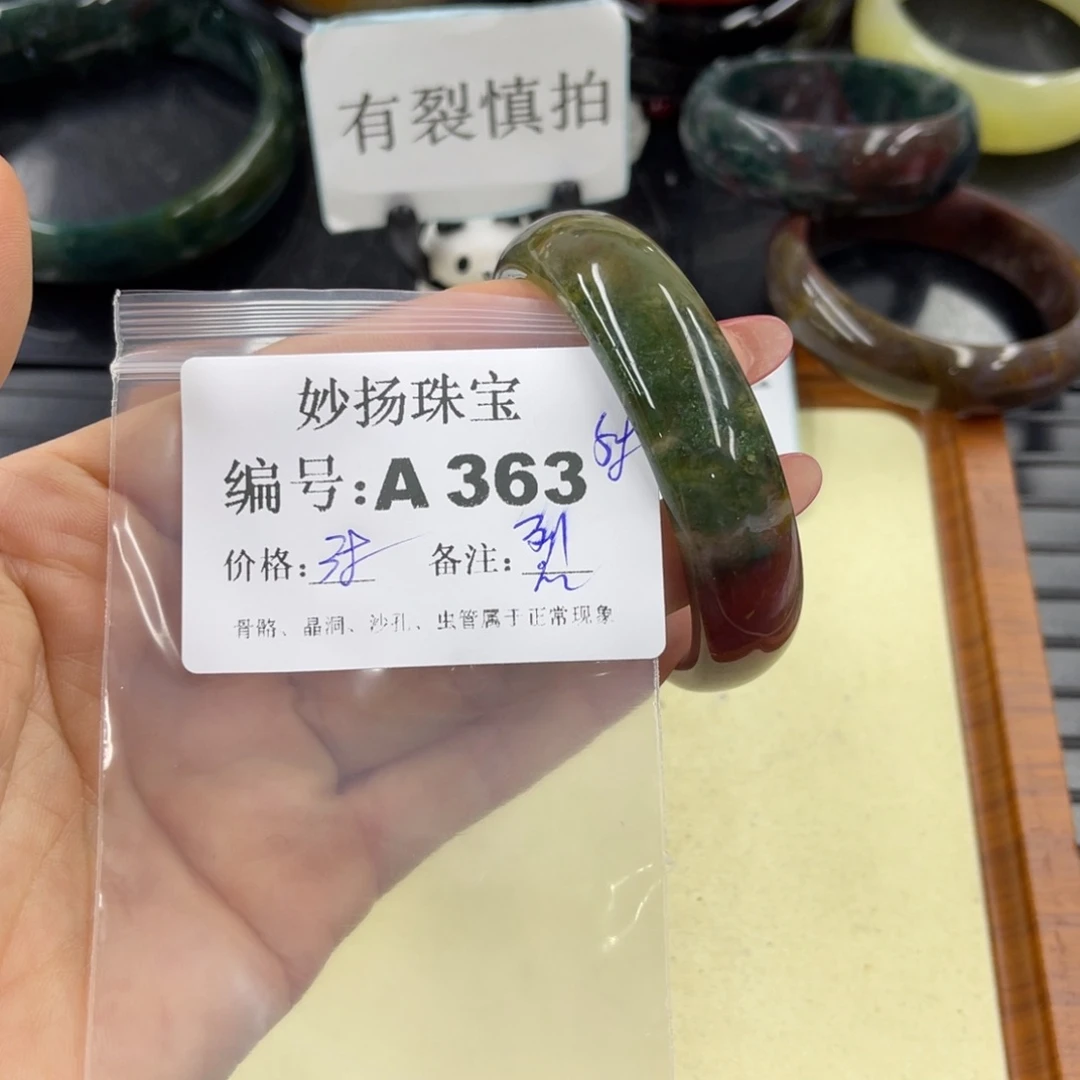 有裂慎拍
妙扬珠宝
编号:A 363
价格: 备注:裂
骨骼、晶洞、沙孔、虫管属于正常现象